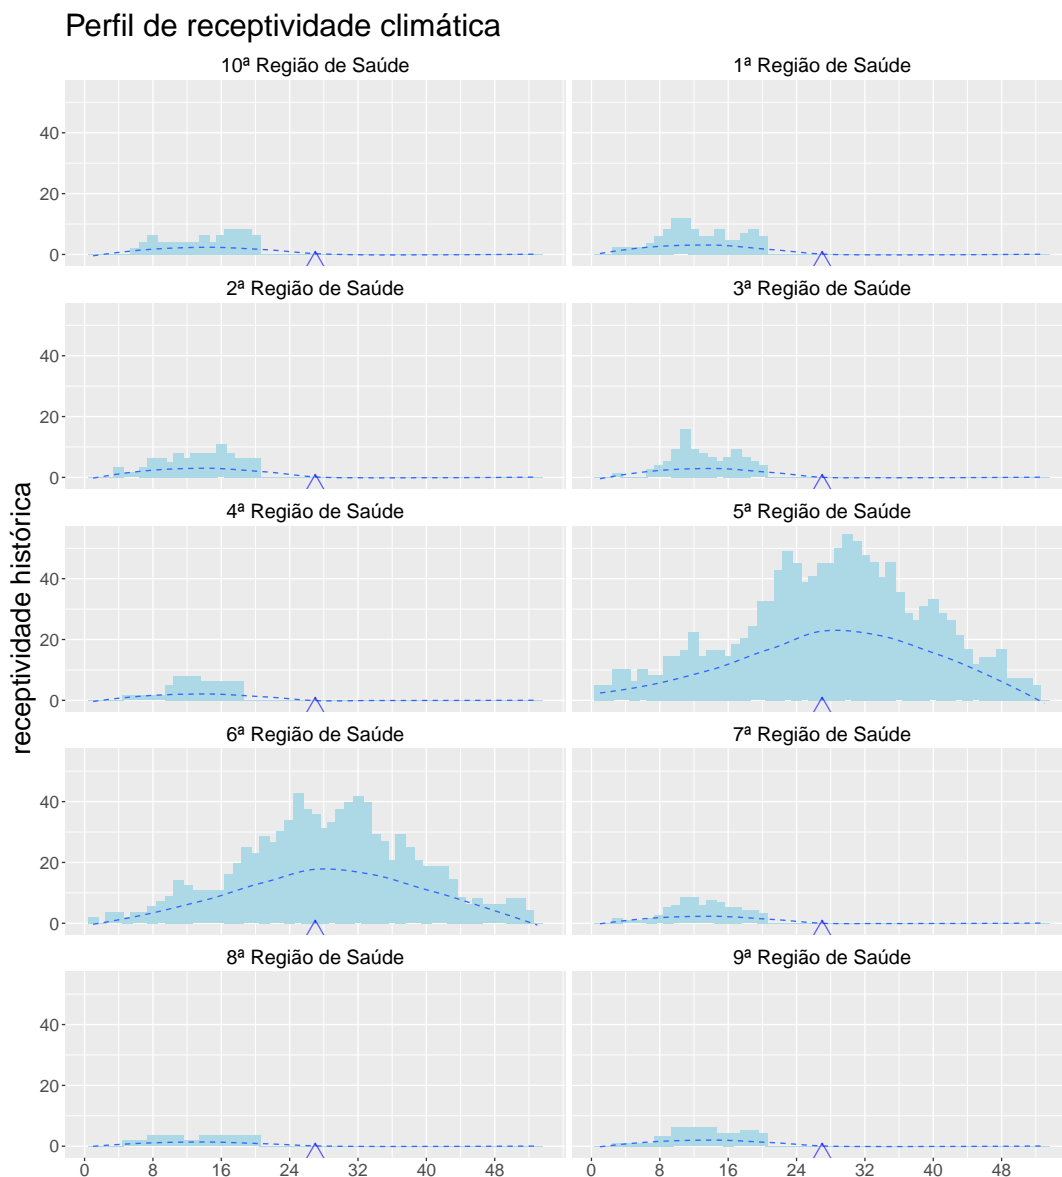 Perfil de receptividade climática
10ª Região de Saúde
1ª Região de Saúde
40
20
0
2ª Região de Saúde
3ª Região de Saúde
40
20
0
4ª Região de Saúde
5ª Região de Saúde
40
20
0
receptividade histórica
6ª Região de Saúde
7ª Região de Saúde
40
20
0
8ª Região de Saúde
9ª Região de Saúde
40
20
0
0 8 16 24 32 40 48
0 8 16 24 32 40 48